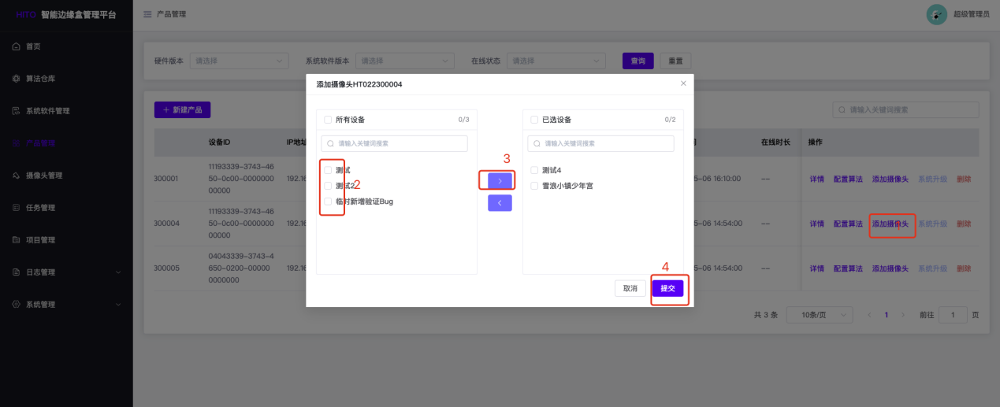 HITO 智能边缘盒管理平台
产品管理
超级管理员
首页
算法仓库
系统软件管理
产品管理
摄像头管理
任务管理
项目管理
日志管理
系统管理
硬件版本 请选择 系统软件版本 请选择 在线状态 请选择 查询 重置
+ 新建产品
请输入关键词搜索
设备ID IP地址 在线时长 操作
300001
11193339-3743-46
50-0c00-0000000
00000
192.16
5-06 16:10:00 -- 详情 配置算法 添加摄像头 系统升级 删除
300004
11193339-3743-46
50-0c00-0000000
00000
192.16
5-06 14:54:00 -- 详情 配置算法 添加摄像头 系统升级 删除
1
300005
04043339-3743-4
650-0200-00000
0000000
192.16
5-06 14:54:00 -- 详情 配置算法 添加摄像头 系统升级 删除
共 3 条 10条/页 < 1 > 前往 1 页
添加摄像头HT022300004 ×
所有设备 0/3
请输入关键词搜索
测试
测试2
临时新增验证Bug
2
3
>
<
已选设备 0/2
请输入关键词搜索
测试4
雪浪小镇少年宫
4
取消 提交